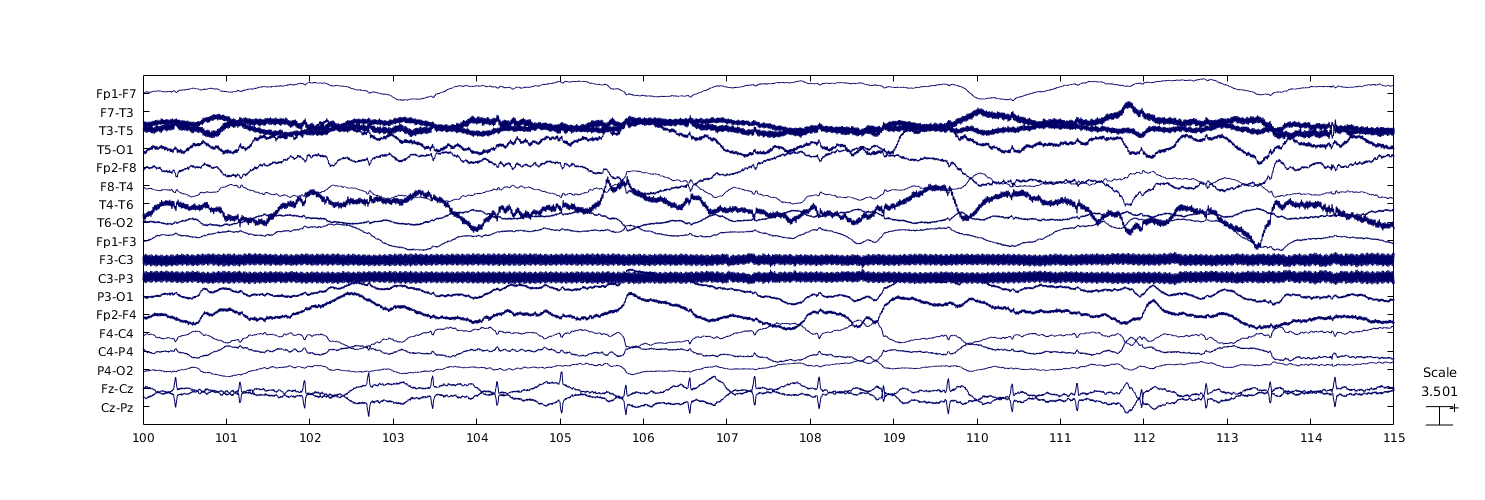 Fp1-F7
F7-T3
T3-T5
T5-O1
Fp2-F8
F8-T4
T4-T6
T6-O2
Fp1-F3
F3-C3
C3-P3
P3-O1
Fp2-F4
F4-C4
C4-P4
P4-O2
Fz-Cz
Cz-Pz
Scale
3.501
100 101 102 103 104 105 106 107 108 109 110 111 112 113 114 115